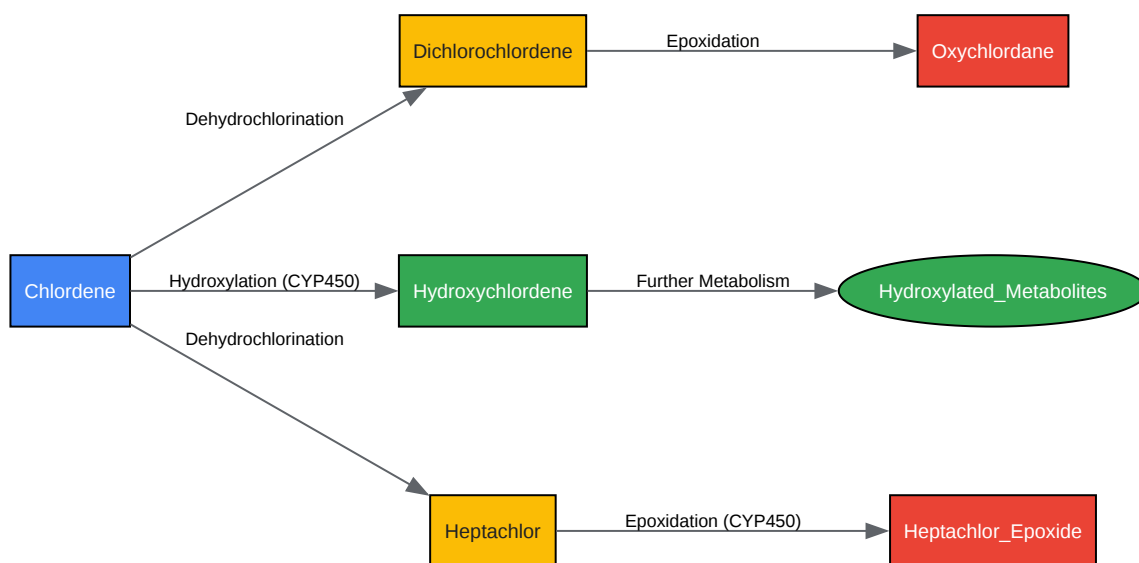 Dichlorochlordene
Epoxidation
Oxychlordane
Dehydrochlorination
Chlordene
Hydroxylation (CYP450)
Hydroxychlordene
Further Metabolism
Hydroxylated_Metabolites
Dehydrochlorination
Heptachlor
Epoxidation (CYP450)
Heptachlor_Epoxide